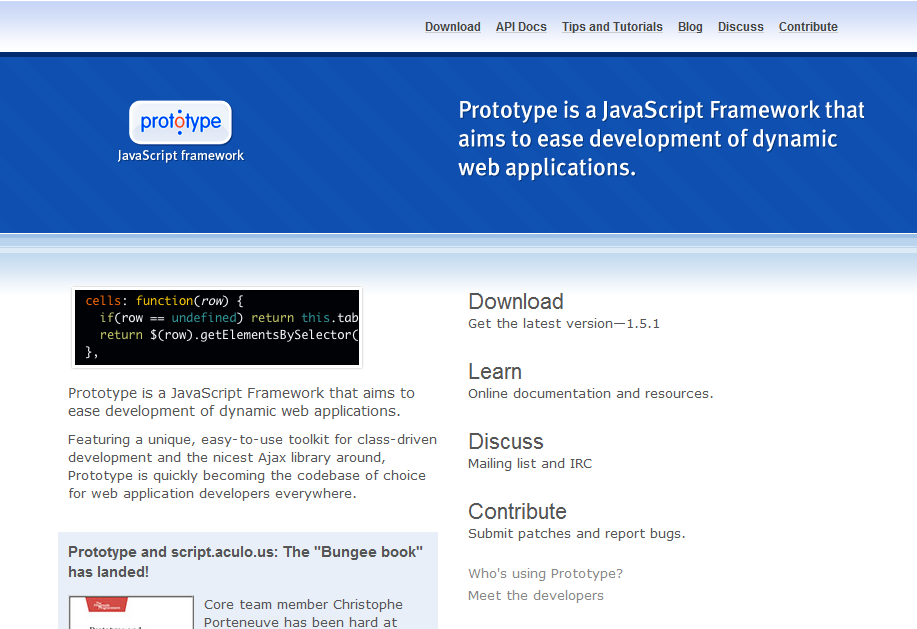 Download API Docs Tips and Tutorials Blog Discuss Contribute
prototype
JavaScript framework
Prototype is a JavaScript Framework that
aims to ease development of dynamic
web applications.
cells: function(row) {
if(row == undefined) return this.tab
return $(row).getElementsBySelector(
},
Prototype is a JavaScript Framework that aims to
ease development of dynamic web applications.
Featuring a unique, easy-to-use toolkit for class-driven
development and the nicest Ajax library around,
Prototype is quickly becoming the codebase of choice
for web application developers everywhere.
Prototype and script.aculo.us: The "Bungee book"
has landed!
Core team member Christophe
Porteneuve has been hard at
Download
Get the latest version—1.5.1
Learn
Online documentation and resources.
Discuss
Mailing list and IRC
Contribute
Submit patches and report bugs.
Who's using Prototype?
Meet the developers